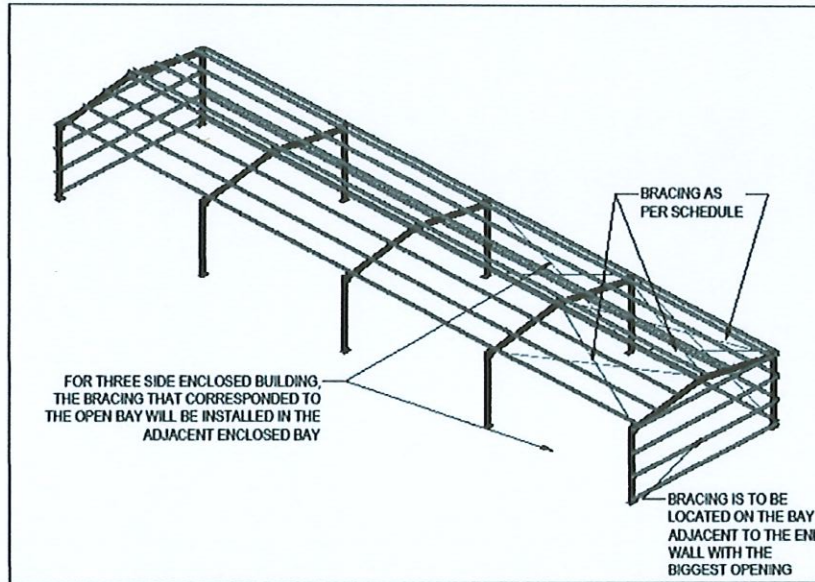 BRACING AS
PER SCHEDULE
FOR THREE SIDE ENCLOSED BUILDING,
THE BRACING THAT CORRESPONDED TO
THE OPEN BAY WILL BE INSTALLED IN THE
ADJACENT ENCLOSED BAY
BRACING IS TO BE
LOCATED ON THE BAY
ADJACENT TO THE EN
WALL WITH THE
BIGGEST OPENING